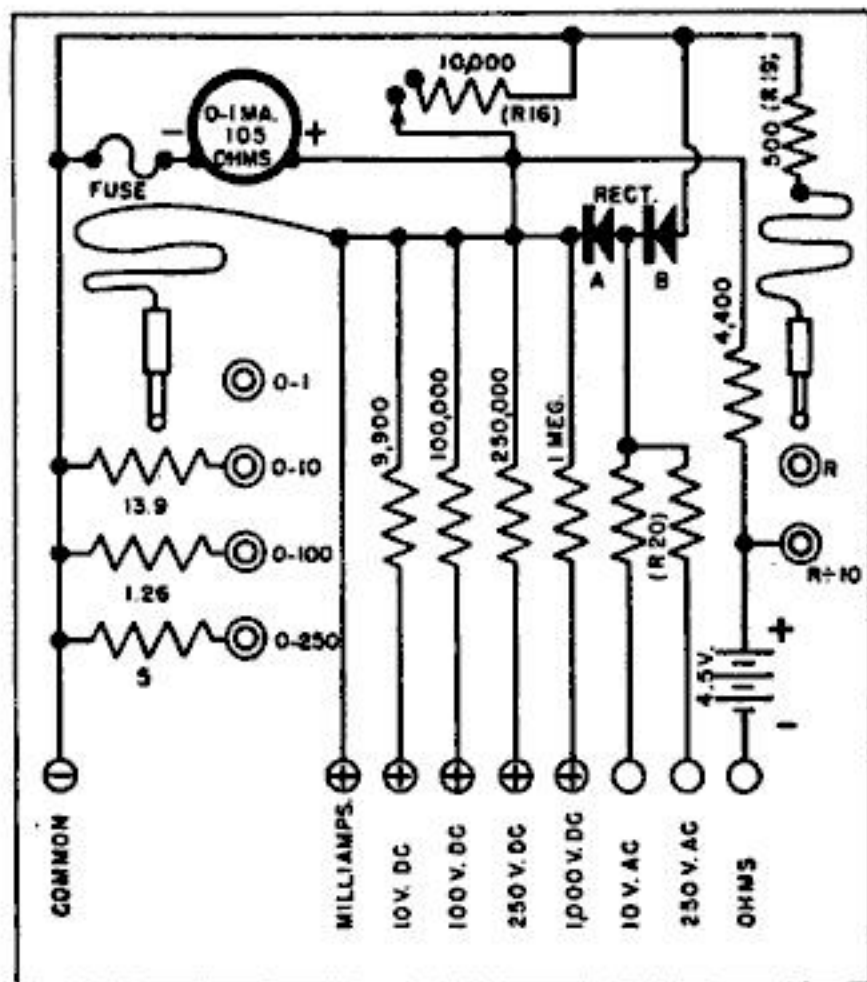 10,000
(R16)
500 (R19)
0-1 MA.
105
OHMS
-
+
FUSE
RECT.
A
B
4,400
0-1
9,900
100,000
250,000
1 MEG.
(R20)
0-10
13.9
R
0-100
1.26
R÷10
0-250
5
4.5V.
+
-
COMMON
MILLIAMPS.
10 V. DC
100 V. DC
250 V. DC
1,000 V. DC
10 V. AC
250 V. AC
OHMS